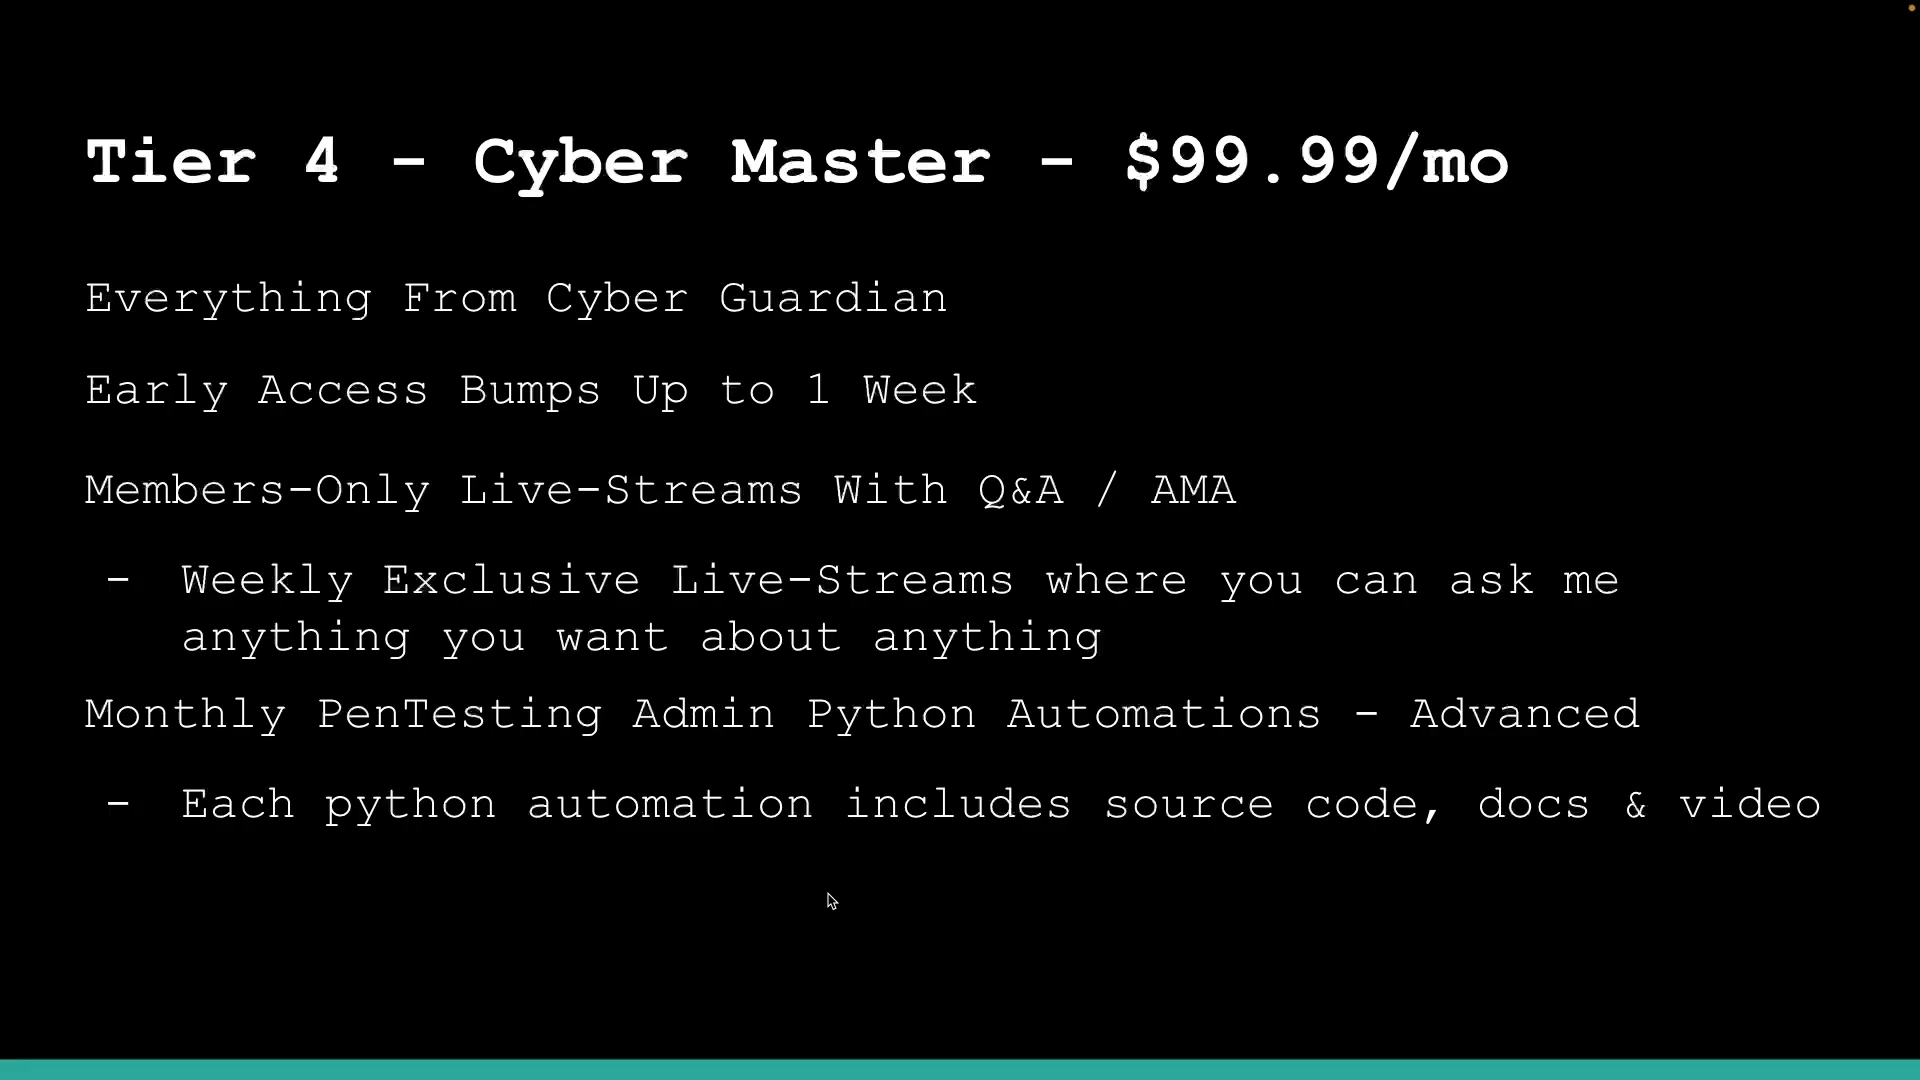 Tier 4 - Cyber Master - $99.99/mo
Everything From Cyber Guardian
Early Access Bumps Up to 1 Week
Members-Only Live-Streams With Q&A / AMA
- Weekly Exclusive Live-Streams where you can ask me
anything you want about anything
Monthly PenTesting Admin Python Automations - Advanced
- Each python automation includes source code, docs & video